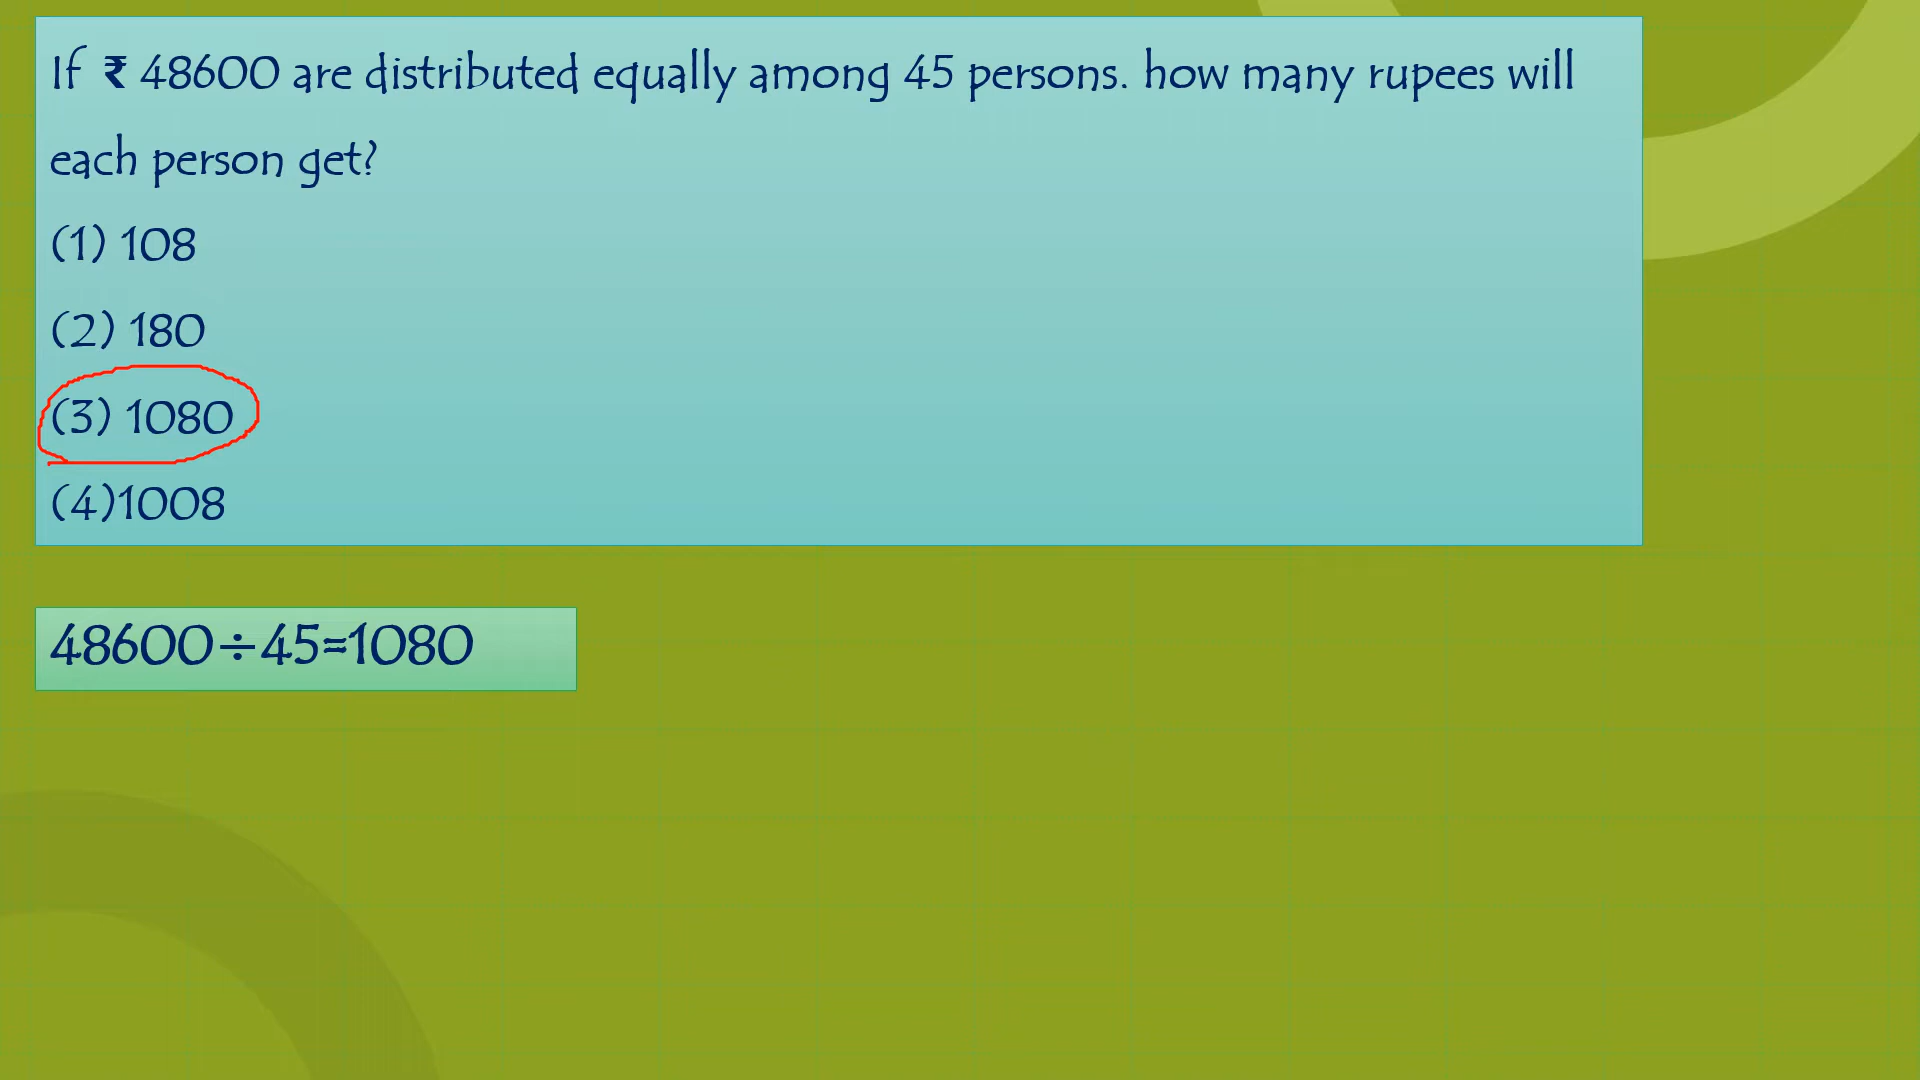 If ₹ 48600 are distributed equally among 45 persons. how many rupees will
each person get?
(1) 108
(2) 180
(3) 1080
(4)1008
48600÷45=1080